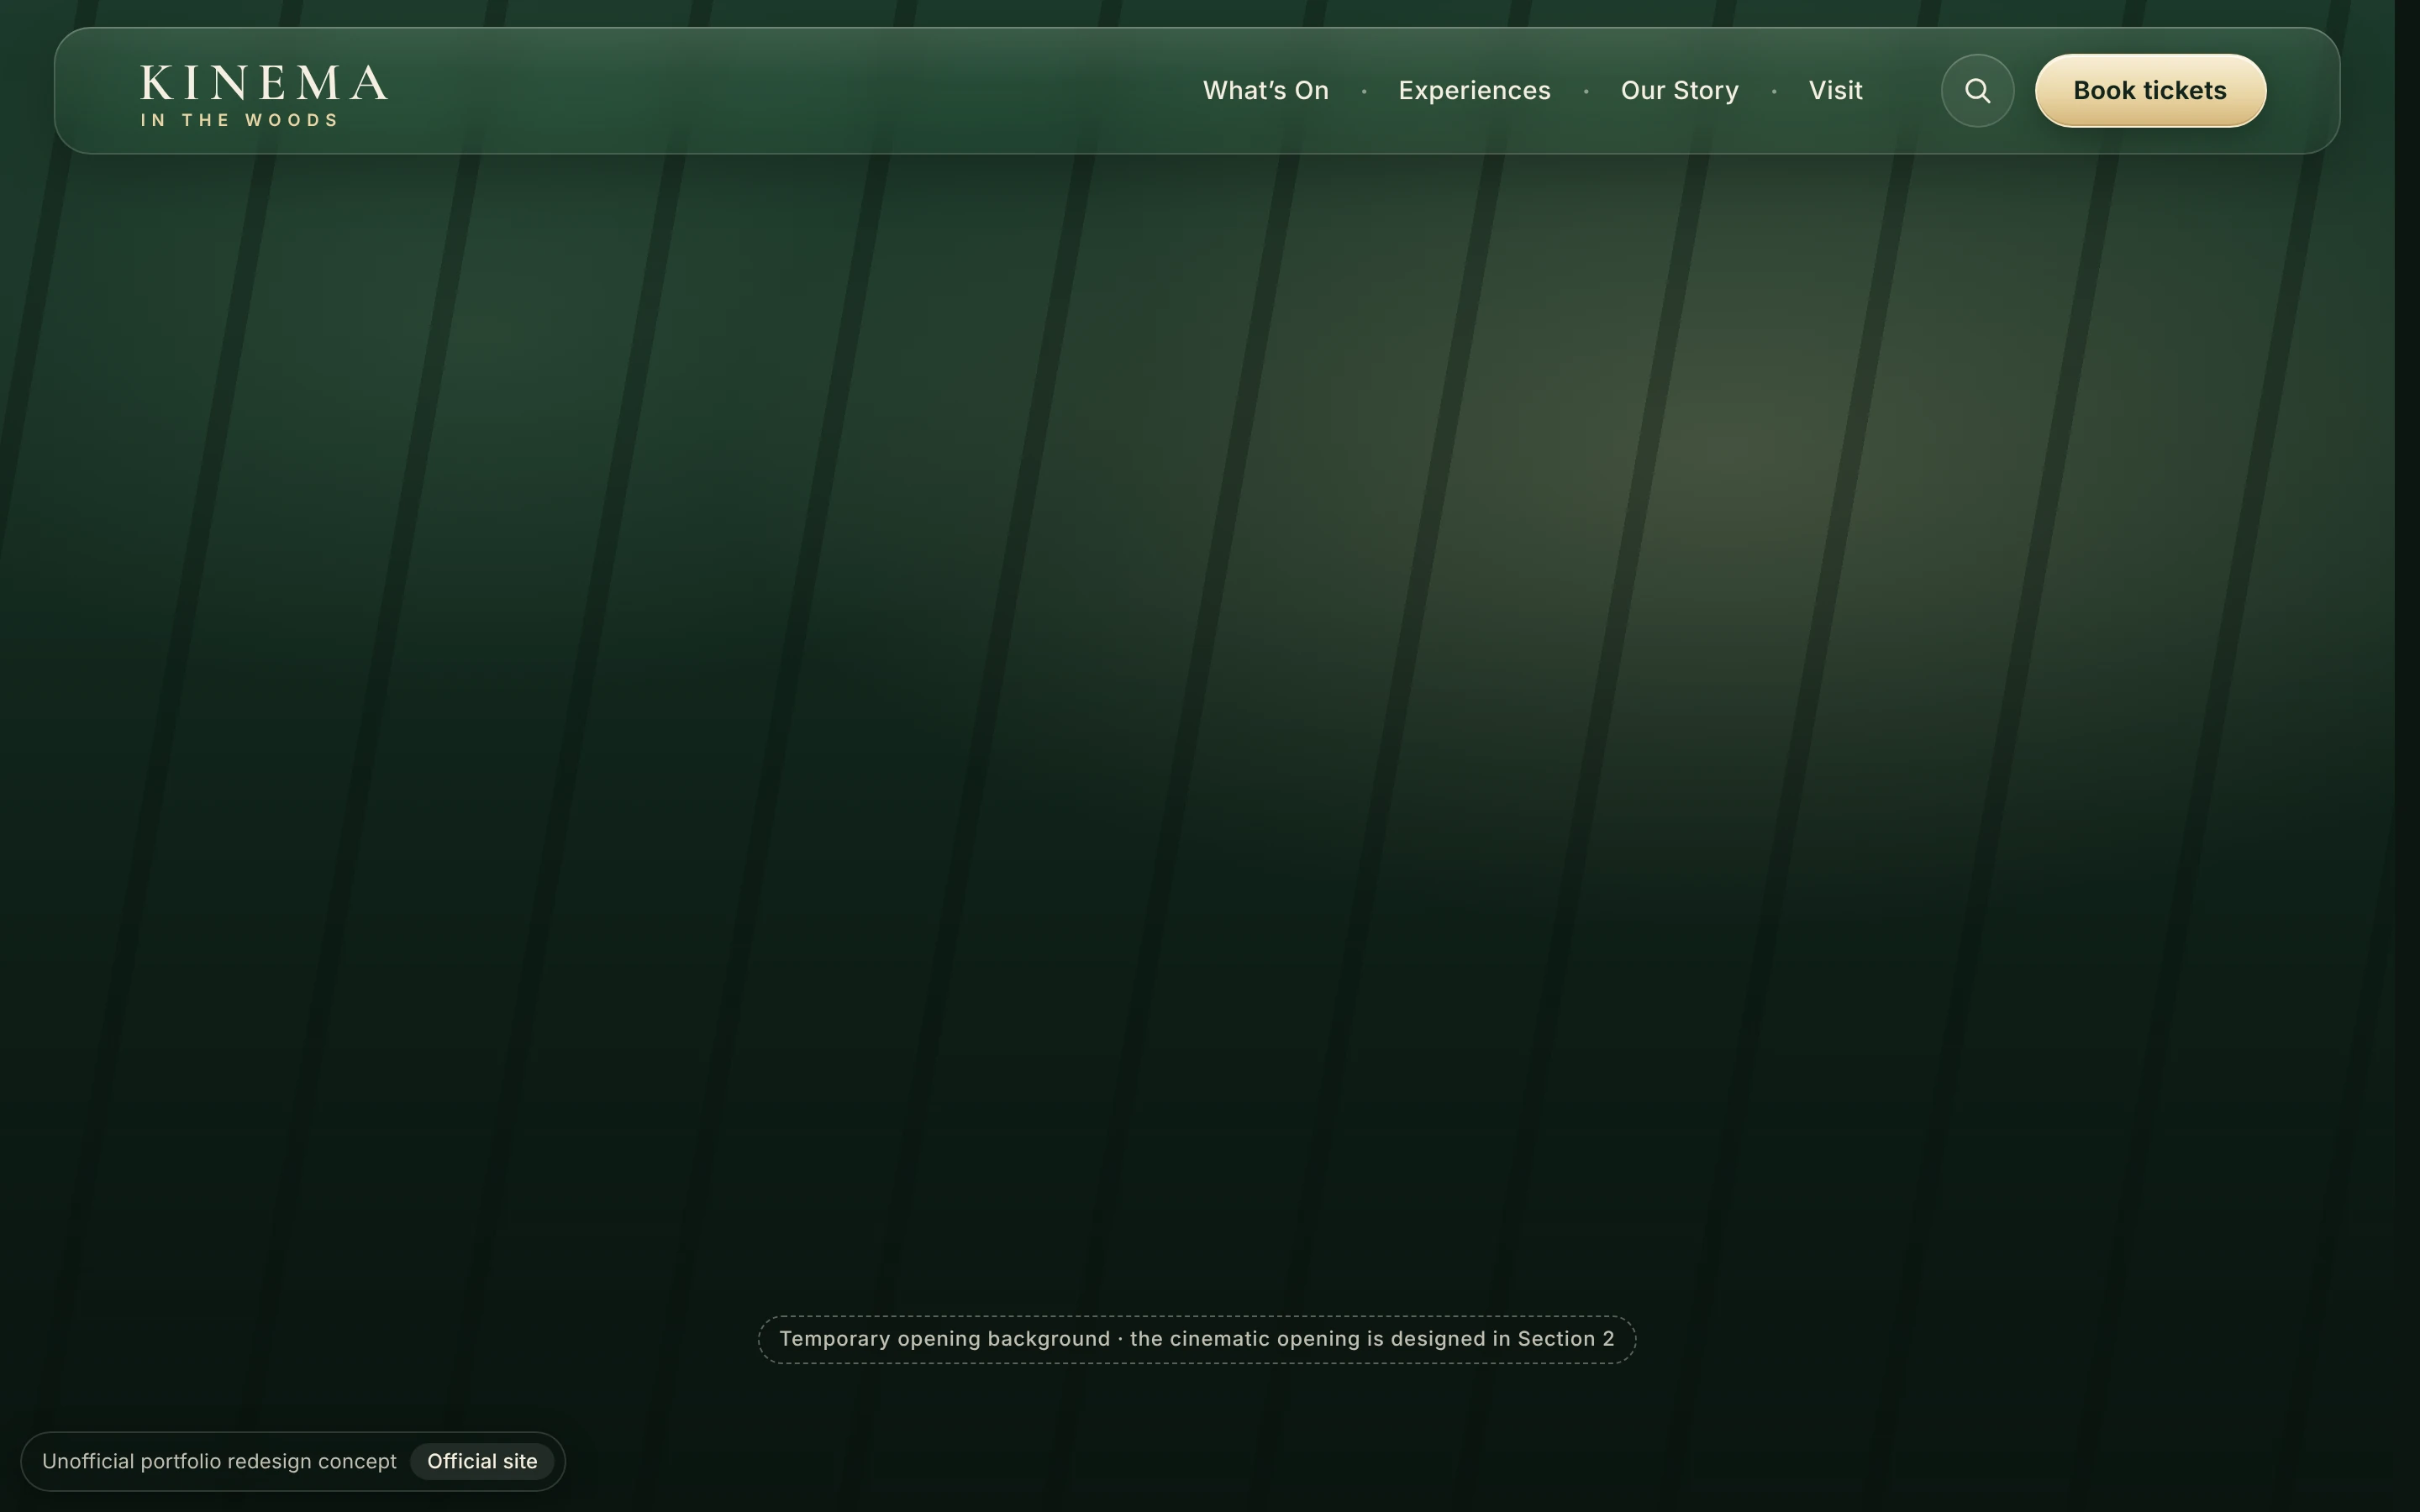 KINEMA
IN THE WOODS
What’s On · Experiences · Our Story · Visit
Book tickets
Temporary opening background · the cinematic opening is designed in Section 2
Unofficial portfolio redesign concept Official site